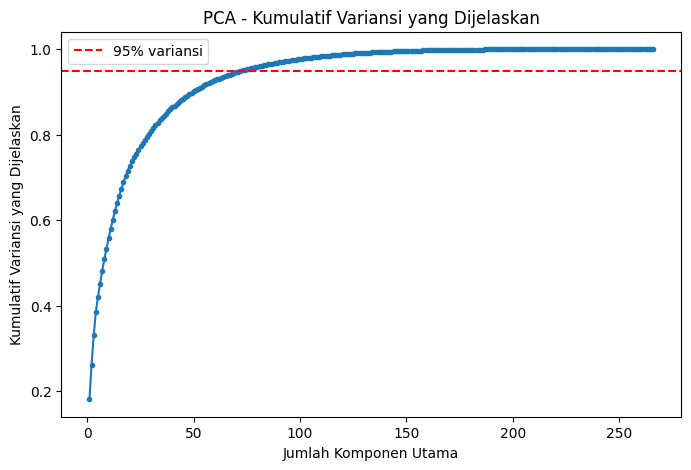 PCA - Kumulatif Variansi yang Dijelaskan
95% variansi
Kumulatif Variansi yang Dijelaskan
1.0
0.8
0.6
0.4
0.2
0 50 100 150 200 250
Jumlah Komponen Utama